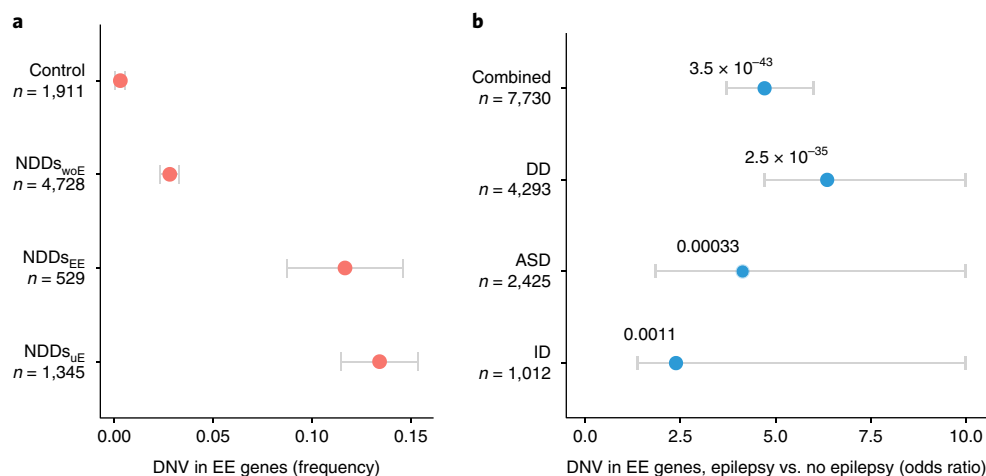 a
Control
n = 1,911
NDDs_woE
n = 4,728
NDDs_EE
n = 529
NDDs_uE
n = 1,345
0.00 0.05 0.10 0.15
DNV in EE genes (frequency)
b
Combined
n = 7,730
DD
n = 4,293
ASD
n = 2,425
ID
n = 1,012
3.5 × 10⁻⁴³
2.5 × 10⁻³⁵
0.00033
0.0011
0.0 2.5 5.0 7.5 10.0
DNV in EE genes, epilepsy vs. no epilepsy (odds ratio)